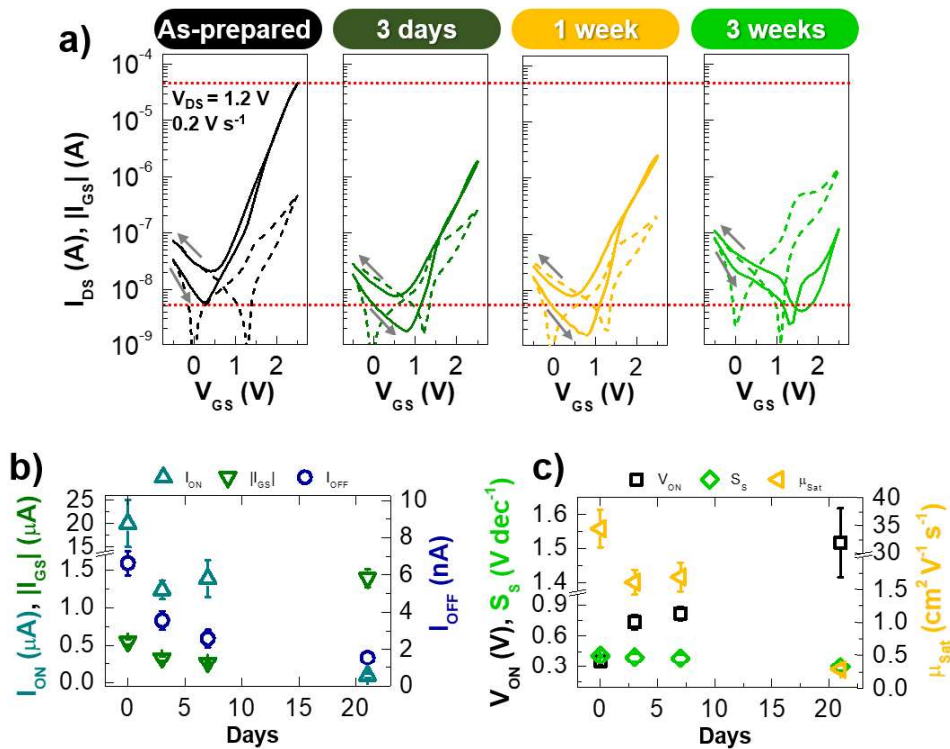 a)
As-prepared
3 days
1 week
3 weeks
I_DS (A), |I_GS| (A)
10⁻⁴
10⁻⁵
10⁻⁶
10⁻⁷
10⁻⁸
10⁻⁹
V_DS = 1.2 V
0.2 V s⁻¹
0 1 2
0 1 2
0 1 2
0 1 2
V_GS (V)
V_GS (V)
V_GS (V)
V_GS (V)
b)
I_ON |I_GS| I_OFF
I_ON (μA), |I_GS| (μA)
25
20
15
1.5
1.0
0.5
0.0
10
8
6
4
2
0
I_OFF (nA)
0 5 10 15 20
Days
c)
V_ON S_S μ_Sat
V_ON (V), S_S (V dec⁻¹)
1.6
1.5
1.4
0.9
0.6
0.3
40
35
30
1.5
1.0
0.5
0.0
μ_Sat (cm² V⁻¹ s⁻¹)
0 5 10 15 20
Days